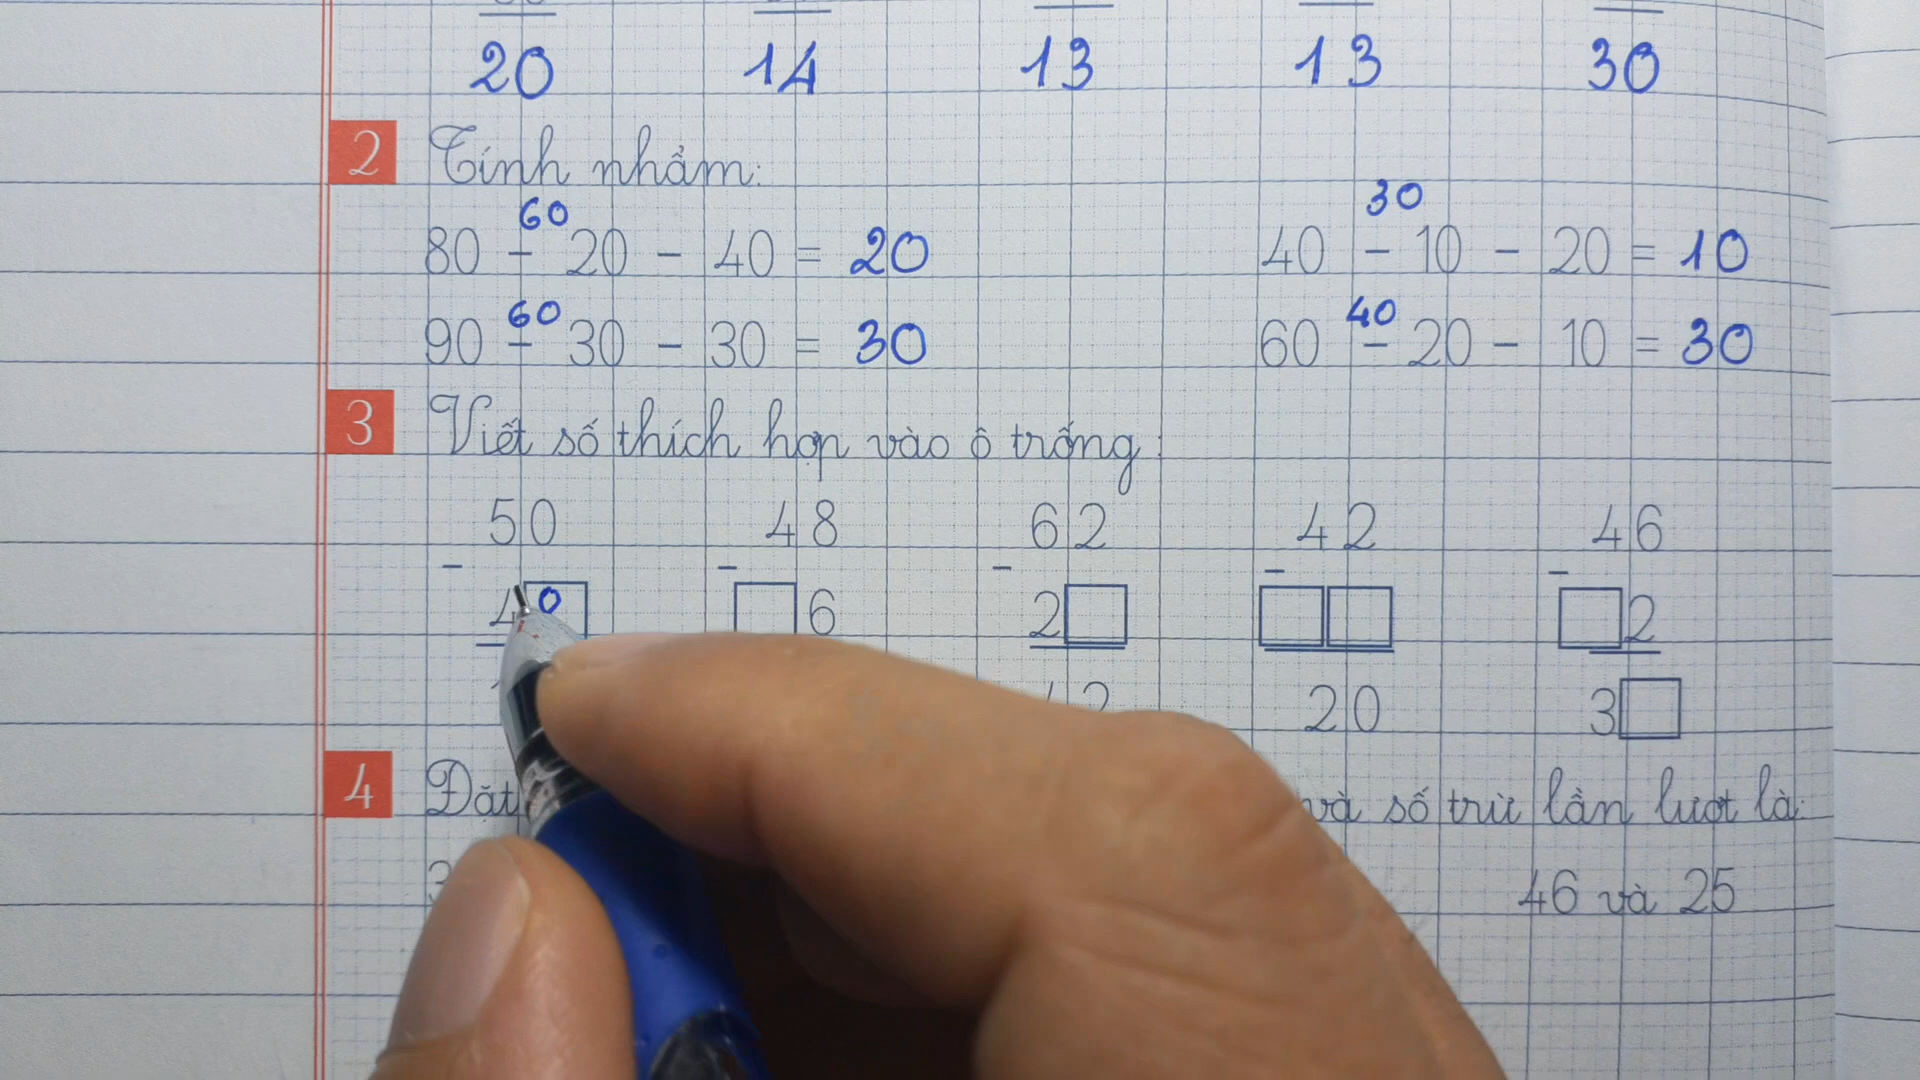 20 14 13 13 30
2 Tính nhẩm:
60 30
80 - 20 - 40 = 20 40 - 10 - 20 = 10
60 40
90 - 30 - 30 = 30 60 - 20 - 10 = 30
3 Viết số thích hợp vào ô trống:
50 48 62 42 46
- - - - -
40 6 2 2
42 20 3
4 Đặt và số trừ lần lượt là:
46 và 25